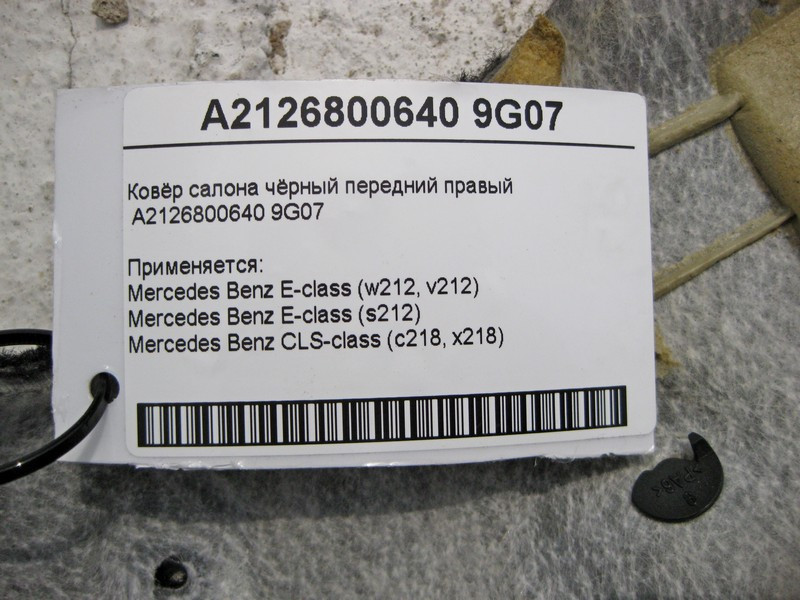 A2126800640 9G07
Ковёр салона чёрный передний правый
A2126800640 9G07
Применяется:
Mercedes Benz E-class (w212, v212)
Mercedes Benz E-class (s212)
Mercedes Benz CLS-class (c218, x218)